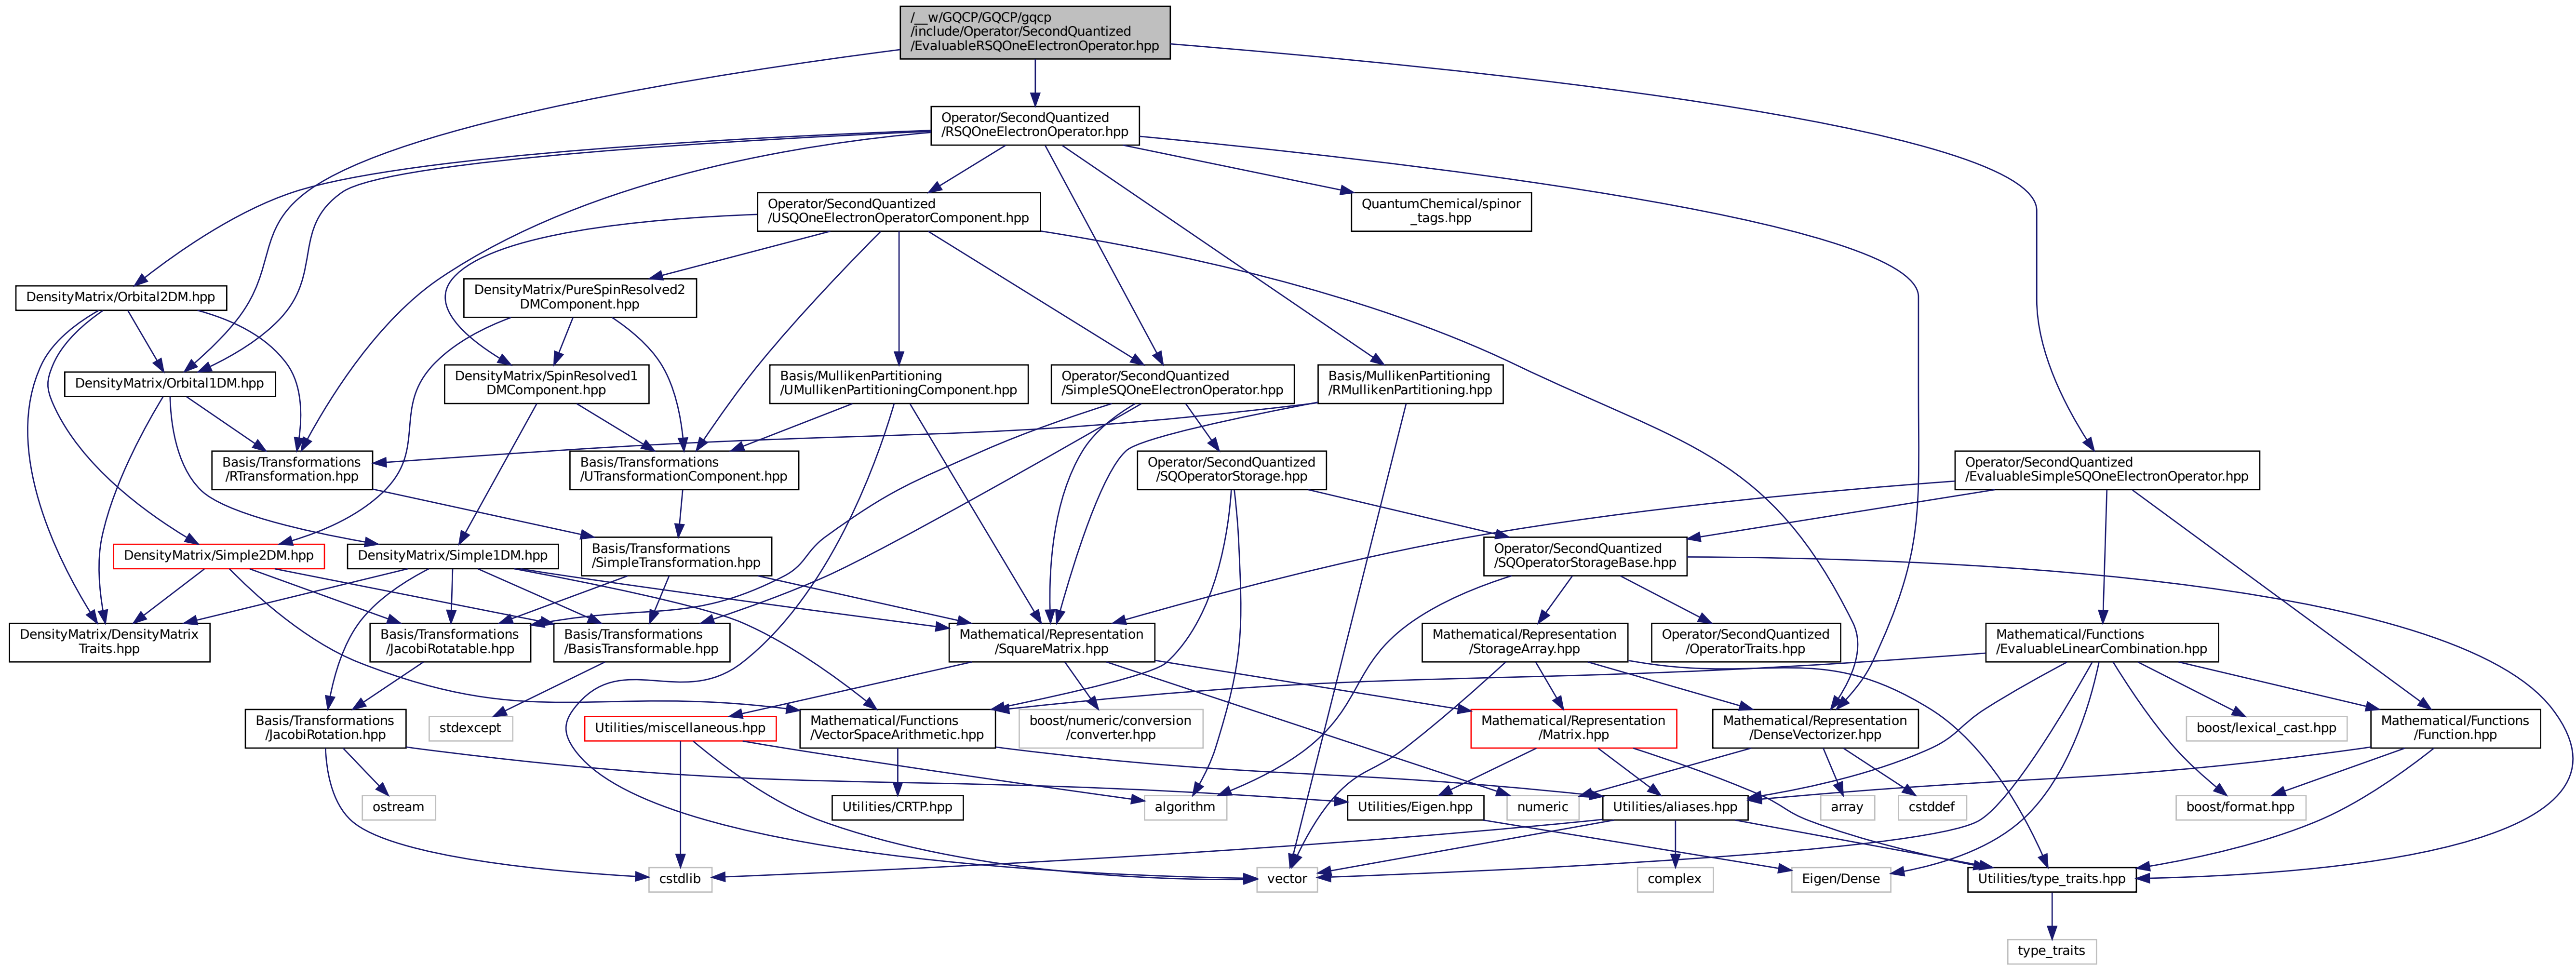 /__w/GQCP/GQCP/gqcp
/include/Operator/SecondQuantized
/EvaluableRSQOneElectronOperator.hpp
Operator/SecondQuantized
/RSQOneElectronOperator.hpp
Operator/SecondQuantized
/USQOneElectronOperatorComponent.hpp
QuantumChemical/spinor
_tags.hpp
DensityMatrix/Orbital2DM.hpp
DensityMatrix/PureSpinResolved2
DMComponent.hpp
DensityMatrix/Orbital1DM.hpp
DensityMatrix/SpinResolved1
DMComponent.hpp
Basis/MullikenPartitioning
/UMullikenPartitioningComponent.hpp
Operator/SecondQuantized
/SimpleSQOneElectronOperator.hpp
Basis/MullikenPartitioning
/RMullikenPartitioning.hpp
Basis/Transformations
/RTransformation.hpp
Basis/Transformations
/UTransformationComponent.hpp
Operator/SecondQuantized
/SQOperatorStorage.hpp
Operator/SecondQuantized
/EvaluableSimpleSQOneElectronOperator.hpp
DensityMatrix/Simple2DM.hpp
DensityMatrix/Simple1DM.hpp
Basis/Transformations
/SimpleTransformation.hpp
Operator/SecondQuantized
/SQOperatorStorageBase.hpp
DensityMatrix/DensityMatrix
Traits.hpp
Basis/Transformations
/JacobiRotatable.hpp
Basis/Transformations
/BasisTransformable.hpp
Mathematical/Representation
/SquareMatrix.hpp
Mathematical/Representation
/StorageArray.hpp
Operator/SecondQuantized
/OperatorTraits.hpp
Mathematical/Functions
/EvaluableLinearCombination.hpp
Basis/Transformations
/JacobiRotation.hpp
stdexcept
Utilities/miscellaneous.hpp
Mathematical/Functions
/VectorSpaceArithmetic.hpp
boost/numeric/conversion
/converter.hpp
Mathematical/Representation
/Matrix.hpp
Mathematical/Representation
/DenseVectorizer.hpp
boost/lexical_cast.hpp
Mathematical/Functions
/Function.hpp
ostream
Utilities/CRTP.hpp
algorithm
Utilities/Eigen.hpp
numeric
Utilities/aliases.hpp
array
cstddef
boost/format.hpp
cstdlib
vector
complex
Eigen/Dense
Utilities/type_traits.hpp
type_traits